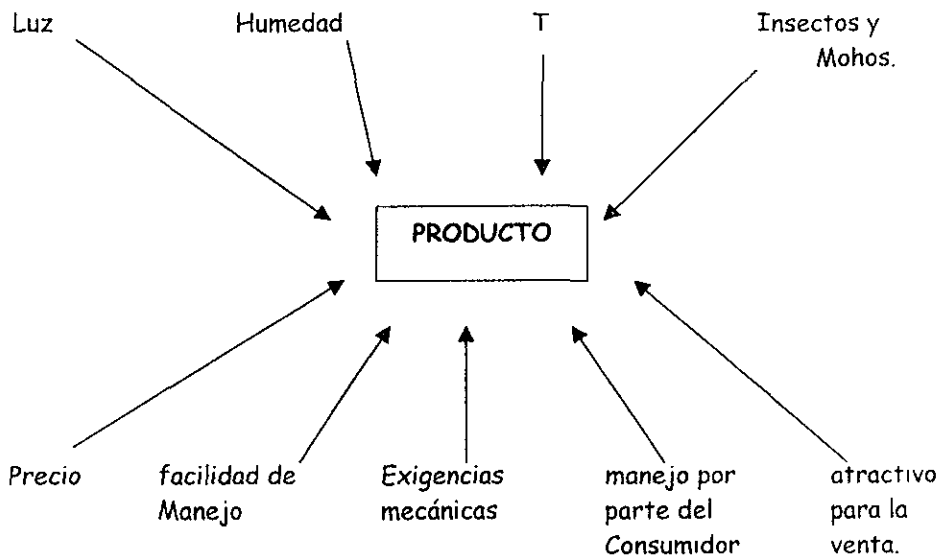 Luz
Humedad
T
Insectos y
Mohos.
PRODUCTO
Precio
facilidad de
Manejo
Exigencias
mecánicas
manejo por
parte del
Consumidor
atractivo
para la
venta.